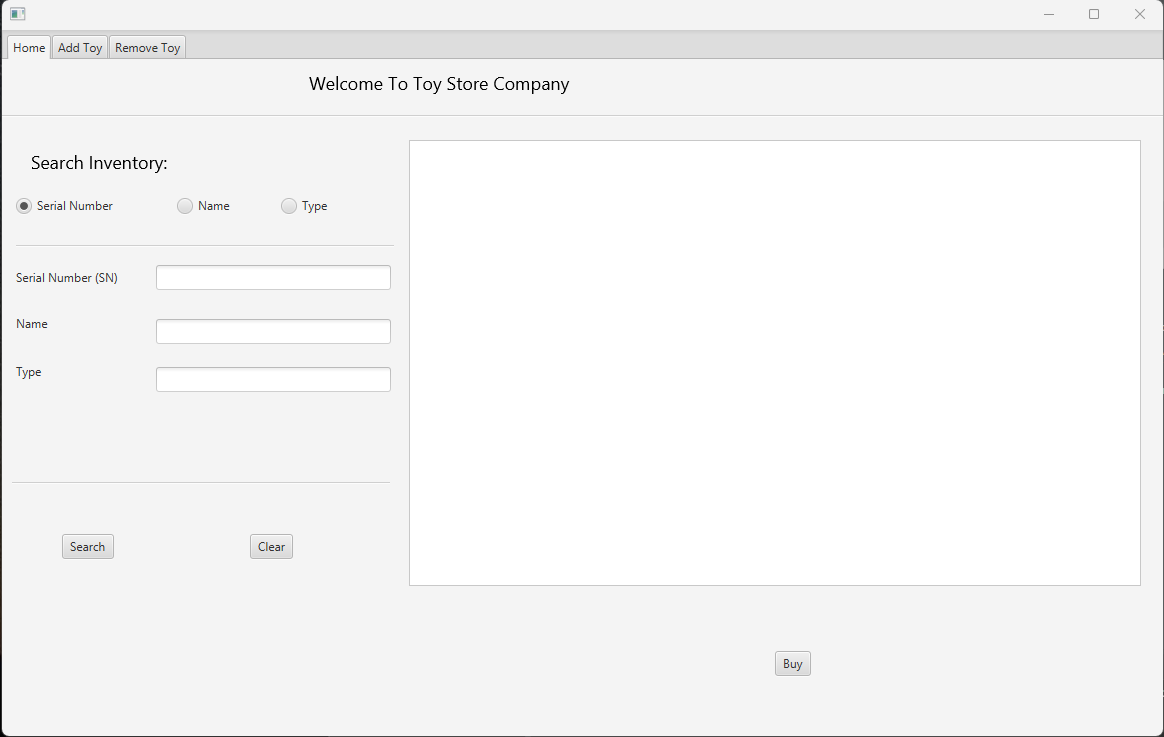 Home Add Toy Remove Toy
Welcome To Toy Store Company
Search Inventory:
Serial Number Name Type
Serial Number (SN)
Name
Type
Search Clear
Buy